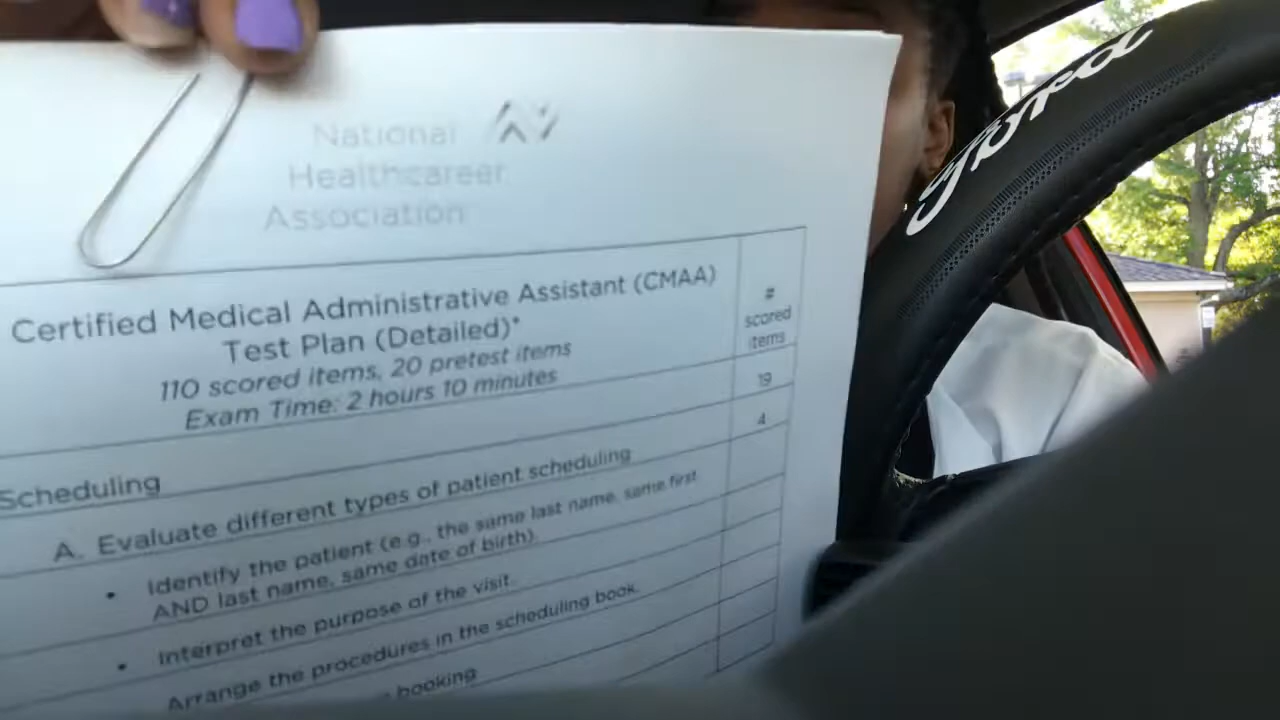 National
Healthcareer
Association
Certified Medical Administrative Assistant (CMAA)
Test Plan (Detailed)*
110 scored items, 20 pretest items
Exam Time: 2 hours 10 minutes
#
scored
items
Scheduling
19
A. Evaluate different types of patient scheduling
4
• Identify the patient (e.g., the same last name, same first
AND last name, same date of birth).
• Interpret the purpose of the visit.
Arrange the procedures in the scheduling book.
booking
Ford